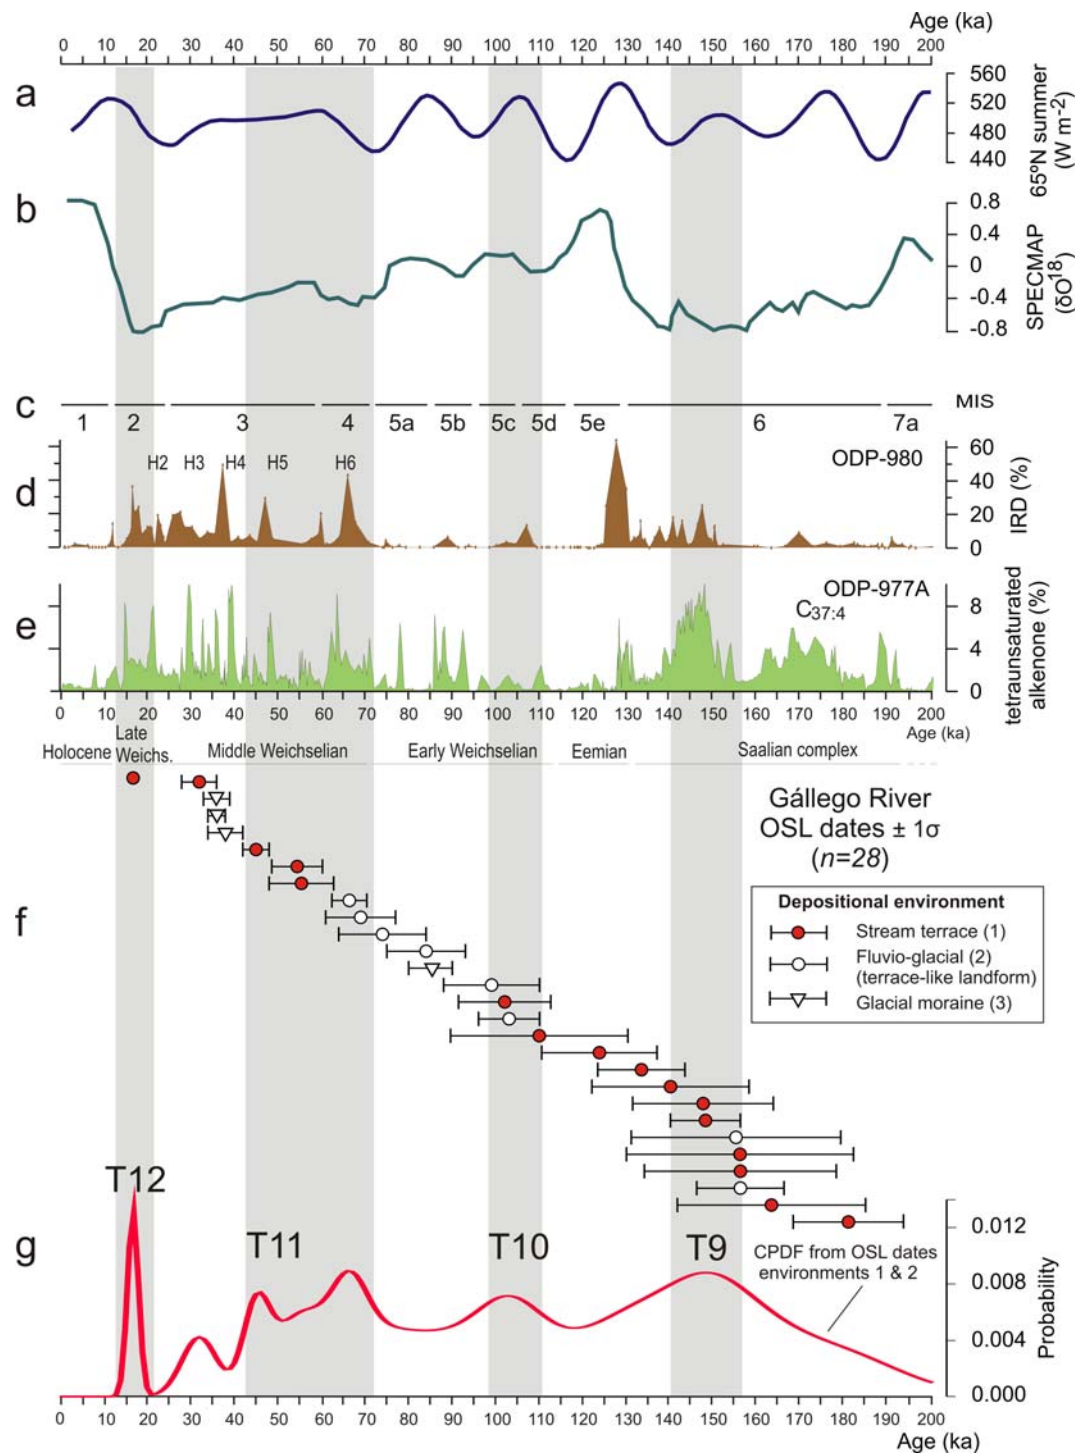 Age (ka)
0 10 20 30 40 50 60 70 80 90 100 110 120 130 140 150 160 170 180 190 200
a
560
520
480
440
65ºN summer
(W m-2)
b
0.8
0.4
0
-0.4
-0.8
SPECMAP
(δO18)
c
MIS
1 2 3 4 5a 5b 5c 5d 5e 6 7a
H2 H3 H4 H5 H6
ODP-980
d
60
40
20
0
IRD (%)
ODP-977A
C37:4
e
8
4
0
tetraunsaturated
alkenone (%)
0 10 20 30 40 50 60 70 80 90 100 110 120 130 140 150 160 170 180 190 200
Age (ka)
Holocene
Late
Weichs.
Middle Weichselian
Early Weichselian
Eemian
Saalian complex
Gállego River
OSL dates ± 1σ
(n=28)
Depositional environment
Stream terrace (1)
Fluvio-glacial (2)
(terrace-like landform)
Glacial moraine (3)
f
T12
g
T11
T10
T9
CPDF from OSL dates
environments 1 & 2
0.012
0.008
0.004
0.000
Probability
0 10 20 30 40 50 60 70 80 90 100 110 120 130 140 150 160 170 180 190 200
Age (ka)